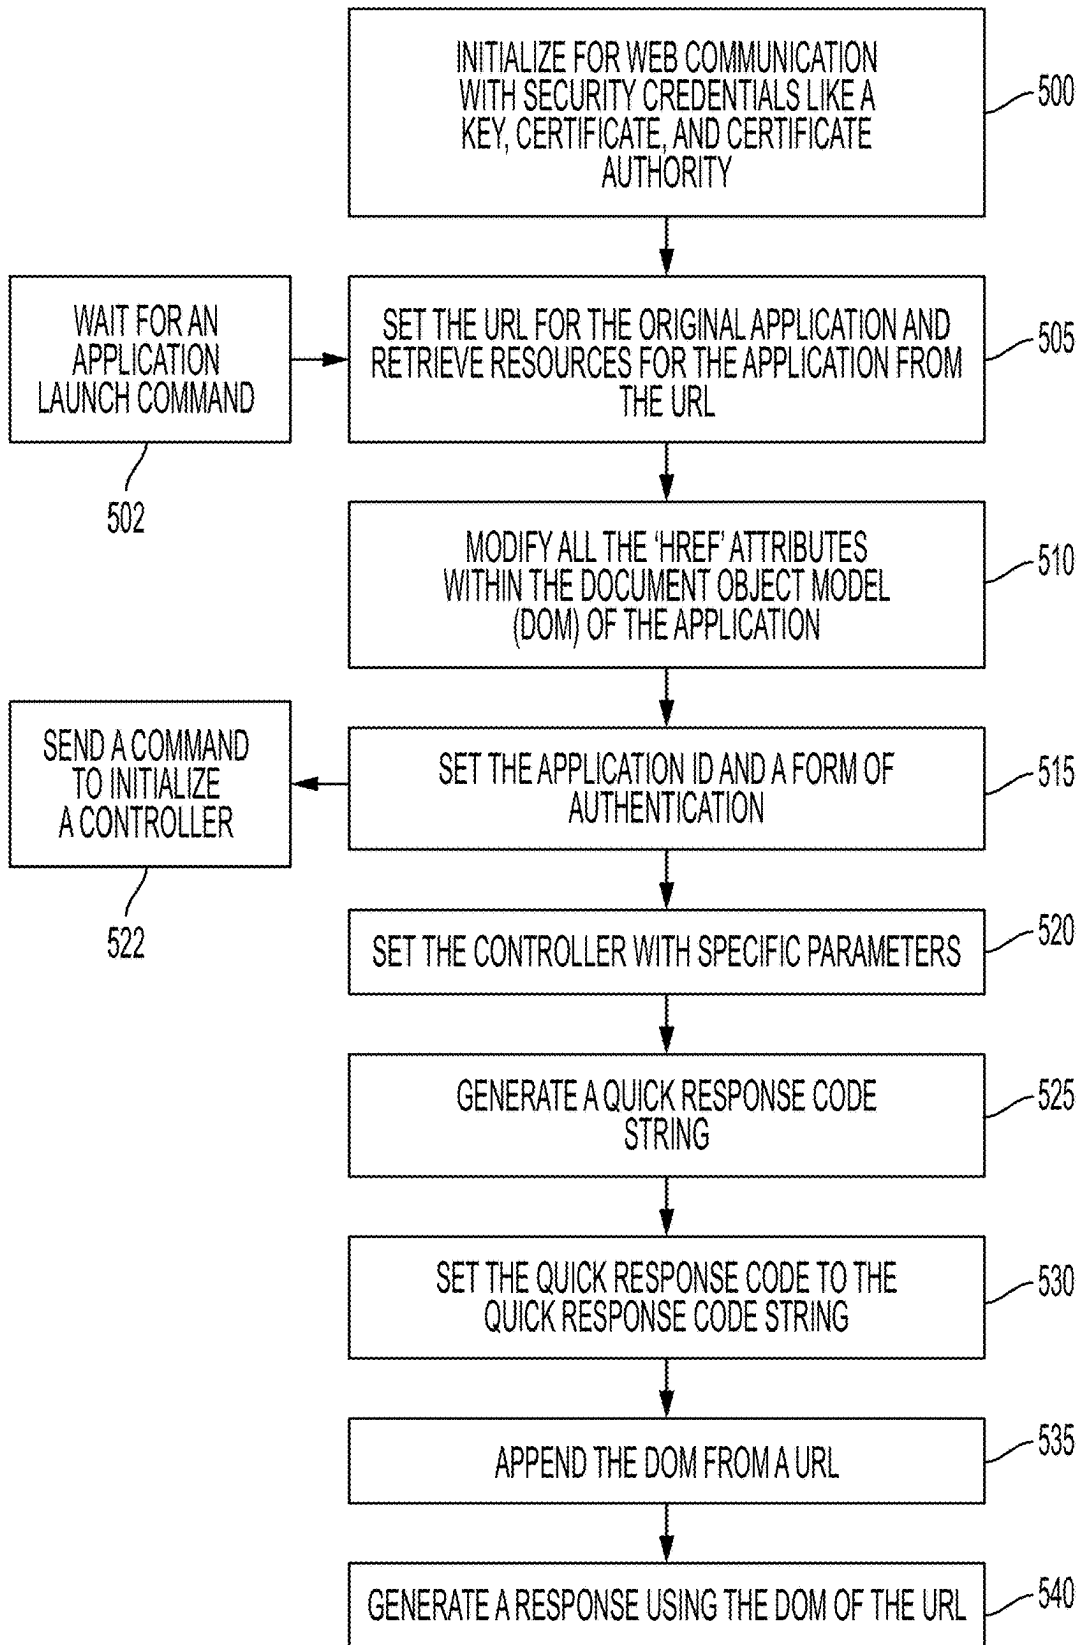 INITIALIZE FOR WEB COMMUNICATION
WITH SECURITY CREDENTIALS LIKE A
KEY, CERTIFICATE, AND CERTIFICATE
AUTHORITY
500
WAIT FOR AN
APPLICATION
LAUNCH COMMAND
502
SET THE URL FOR THE ORIGINAL APPLICATION AND
RETRIEVE RESOURCES FOR THE APPLICATION FROM
THE URL
505
MODIFY ALL THE ‘HREF’ ATTRIBUTES
WITHIN THE DOCUMENT OBJECT MODEL
(DOM) OF THE APPLICATION
510
SET THE APPLICATION ID AND A FORM OF
AUTHENTICATION
515
SEND A COMMAND
TO INITIALIZE
A CONTROLLER
522
SET THE CONTROLLER WITH SPECIFIC PARAMETERS
520
GENERATE A QUICK RESPONSE CODE
STRING
525
SET THE QUICK RESPONSE CODE TO THE
QUICK RESPONSE CODE STRING
530
APPEND THE DOM FROM A URL
535
GENERATE A RESPONSE USING THE DOM OF THE URL
540